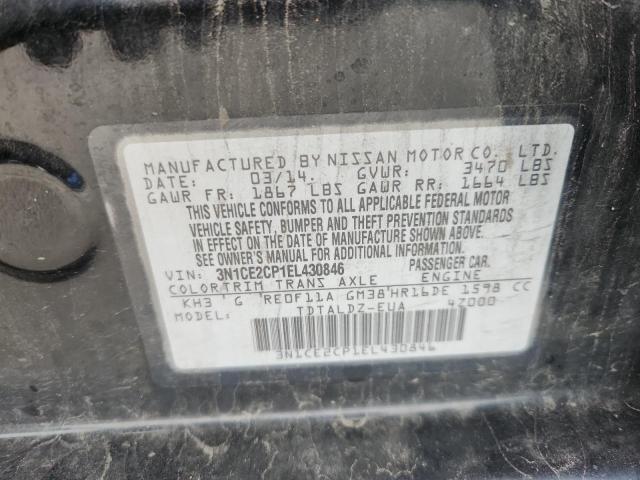 MANUFACTURED BY NISSAN MOTOR CO. LTD.
DATE: 03/14. GVWR: 3470 LBS
GAWR FR: 1867 LBS GAWR RR: 1664 LBS
THIS VEHICLE CONFORMS TO ALL APPLICABLE FEDERAL MOTOR
VEHICLE SAFETY, BUMPER AND THEFT PREVENTION STANDARDS
IN EFFECT ON THE DATE OF MANUFACTURE SHOWN ABOVE.
SEE OWNER'S MANUAL FOR ADDITIONAL INFORMATION.
VIN: 3N1CE2CP1EL430846 PASSENGER CAR.
COLOR TRIM TRANS AXLE ENGINE
KH3 G RE0F11A GM38 HR16DE 1598 CC
MODEL: TDTALDZ-EUA 4Z000
3N1CE2CP1EL430846